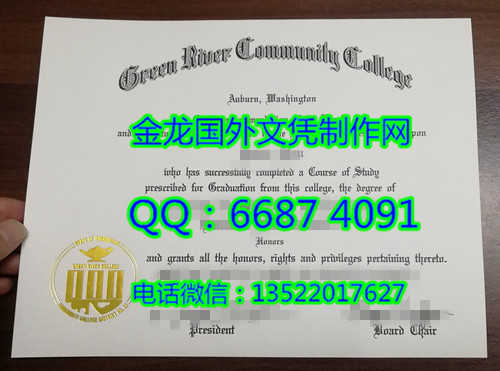 Green River Community College
Auburn, Washington
金龙国外文凭制作网
who has successfully completed a Course of Study
prescribed for Graduation from this college, the degree of
QQ：6687 4091
Honors
and grants all the honors, rights and privileges pertaining thereto.
电话微信：13522017627
President Board Chair